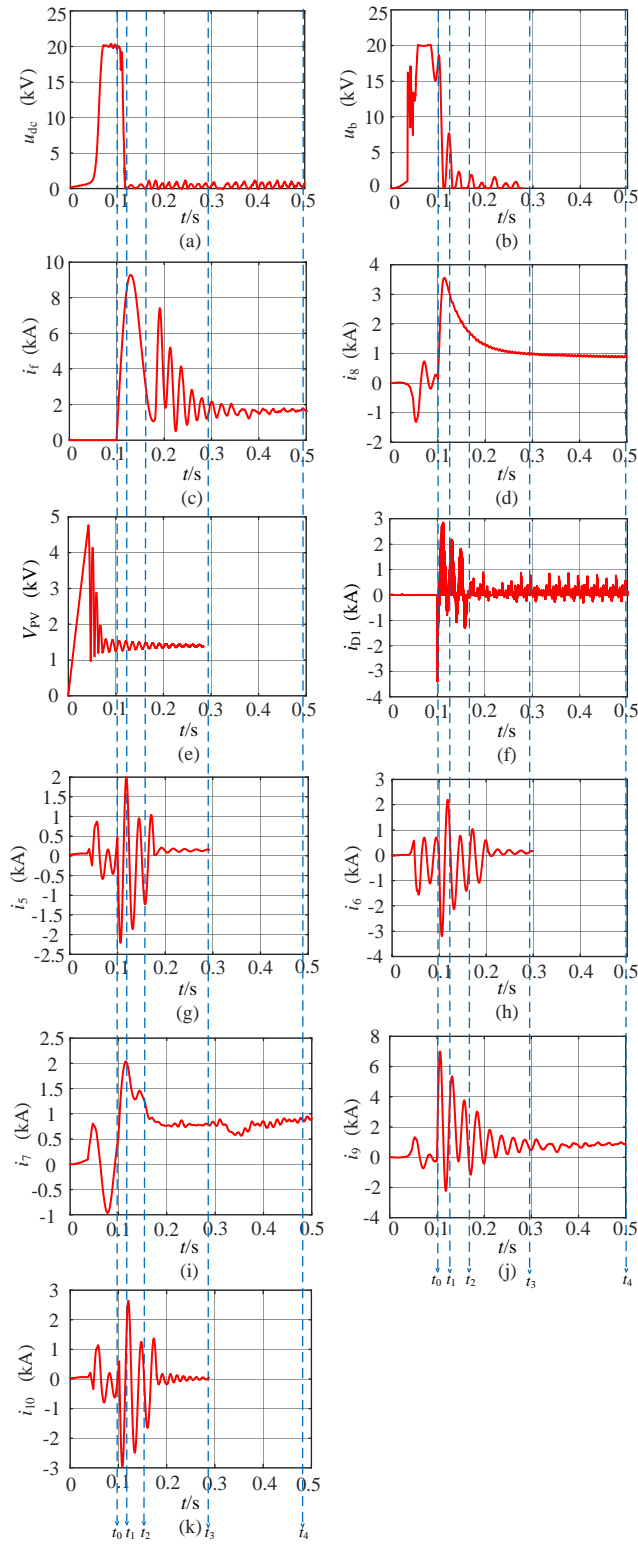 25
20
15
10
5
0
u_dc (kV)
0 0.1 0.2 0.3 0.4 0.5
t/s
(a)
25
20
15
10
5
0
u_b (kV)
0 0.1 0.2 0.3 0.4 0.5
t/s
(b)
10
8
6
4
2
0
i_f (kA)
0 0.1 0.2 0.3 0.4 0.5
t/s
(c)
4
3
2
1
0
-1
-2
i_8 (kA)
0 0.1 0.2 0.3 0.4 0.5
t/s
(d)
5
4
3
2
1
0
V_PV (kV)
0 0.1 0.2 0.3 0.4 0.5
t/s
(e)
3
2
1
0
-1
-2
-3
-4
i_D1 (kA)
0 0.1 0.2 0.3 0.4 0.5
t/s
(f)
2
1.5
1
0.5
0
-0.5
-1
-1.5
-2
-2.5
i_5 (kA)
0 0.1 0.2 0.3 0.4 0.5
t/s
(g)
3
2
1
0
-1
-2
-3
-4
i_6 (kA)
0 0.1 0.2 0.3 0.4 0.5
t/s
(h)
2.5
2
1.5
1
0.5
0
-0.5
-1
i_7 (kA)
0 0.1 0.2 0.3 0.4 0.5
t/s
(i)
8
6
4
2
0
-2
-4
i_9 (kA)
0 0.1 0.2 0.3 0.4 0.5
t/s
(j)
t_0 t_1 t_2 t_3 t_4
3
2
1
0
-1
-2
-3
i_10 (kA)
0 0.1 0.2 0.3 0.4 0.5
t/s
(k)
t_0 t_1 t_2 t_3 t_4